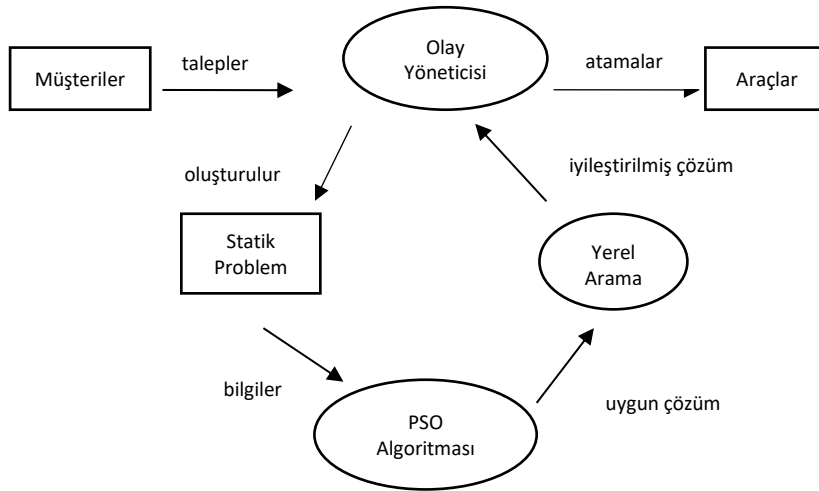 Olay
Yöneticisi
Müşteriler
talepler
atamalar
Araçlar
oluşturulur
iyileştirilmiş çözüm
Statik
Problem
Yerel
Arama
bilgiler
uygun çözüm
PSO
Algoritması